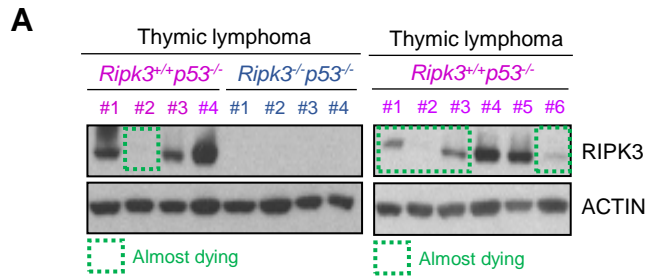 A
Thymic lymphoma
Ripk3+/+p53-/- Ripk3-/-p53-/-
#1 #2 #3 #4 #1 #2 #3 #4
Almost dying
Thymic lymphoma
Ripk3+/+p53-/-
#1 #2 #3 #4 #5 #6
RIPK3
ACTIN
Almost dying